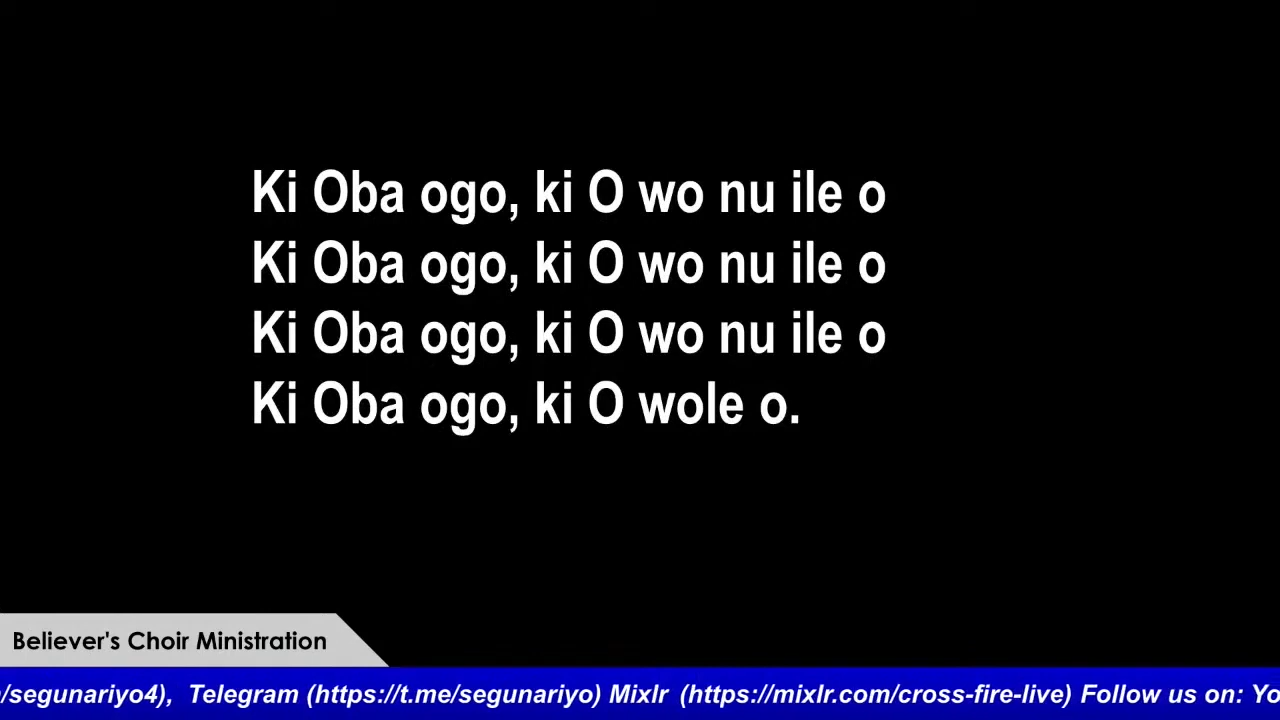 Ki Oba ogo, ki O wo nu ile o
Ki Oba ogo, ki O wo nu ile o
Ki Oba ogo, ki O wo nu ile o
Ki Oba ogo, ki O wole o.
Believer's Choir Ministration
/segunariyo4), Telegram (https://t.me/segunariyo) Mixlr (https://mixlr.com/cross-fire-live) Follow us on: Yo